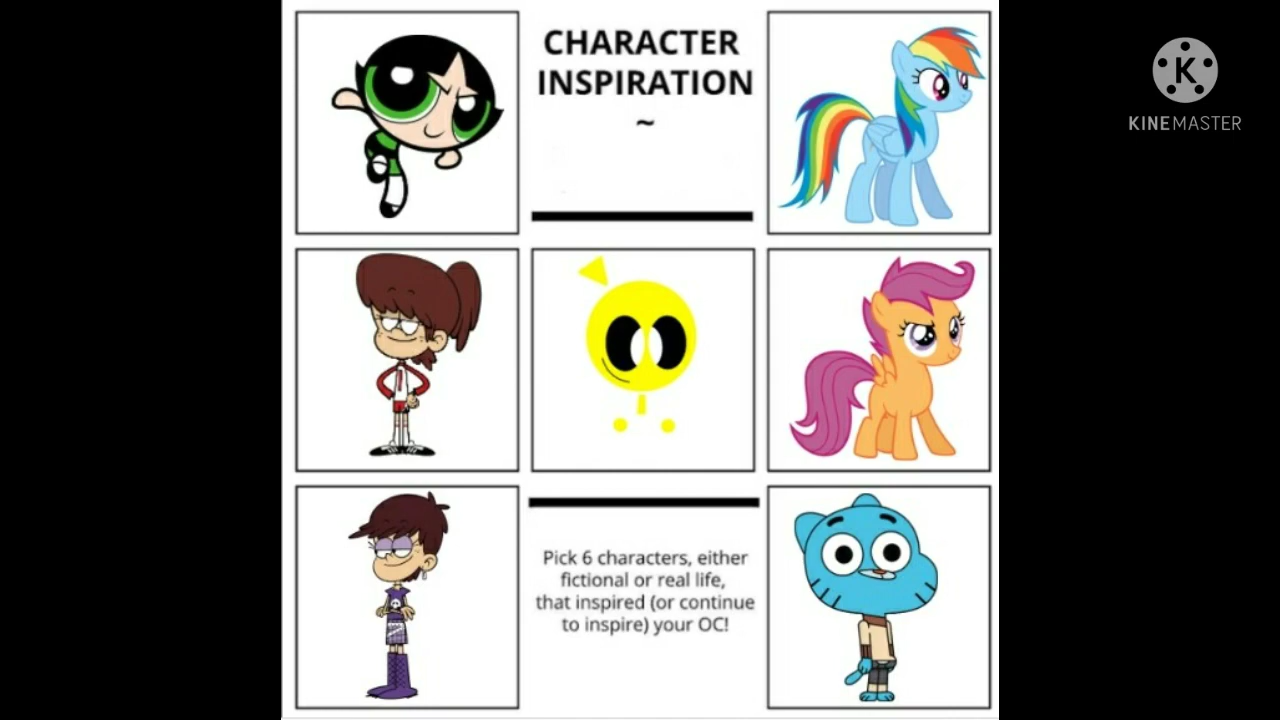 CHARACTER
INSPIRATION
~
K
KINEMASTER
Pick 6 characters, either
fictional or real life,
that inspired (or continue
to inspire) your OC!